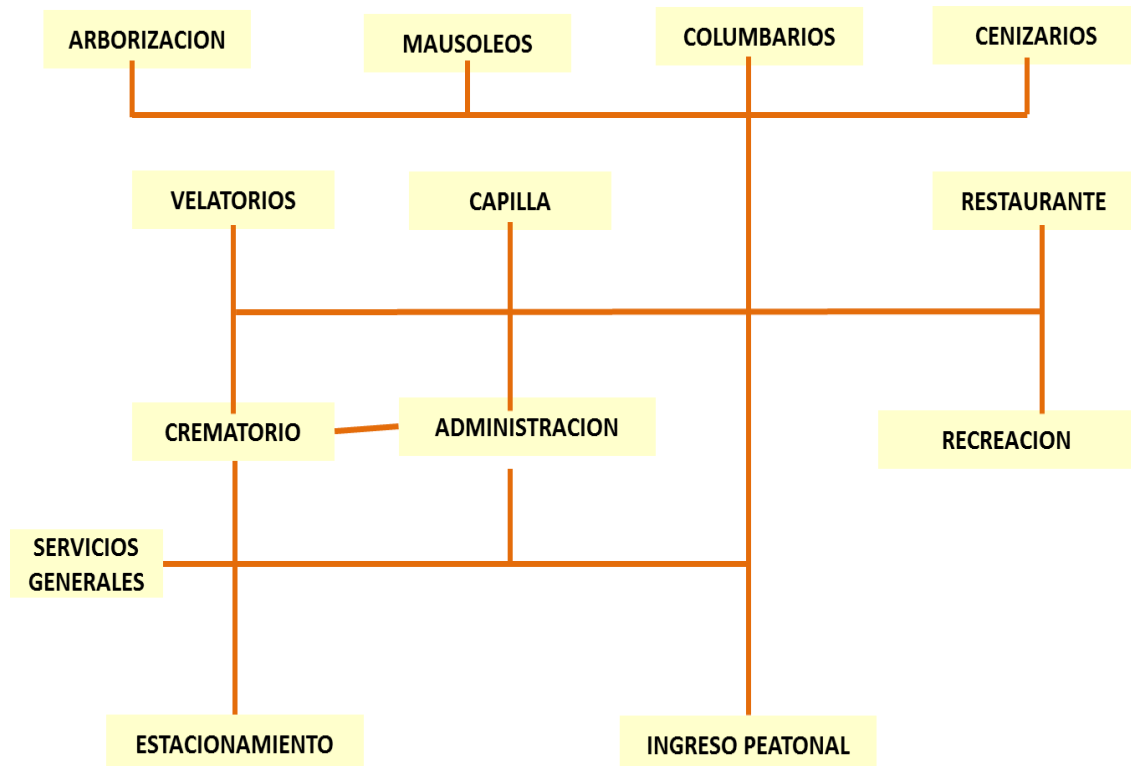 ARBORIZACION
MAUSOLEOS
COLUMBARIOS
CENIZARIOS
VELATORIOS
CAPILLA
RESTAURANTE
CREMATORIO
ADMINISTRACION
RECREACION
SERVICIOS
GENERALES
ESTACIONAMIENTO
INGRESO PEATONAL